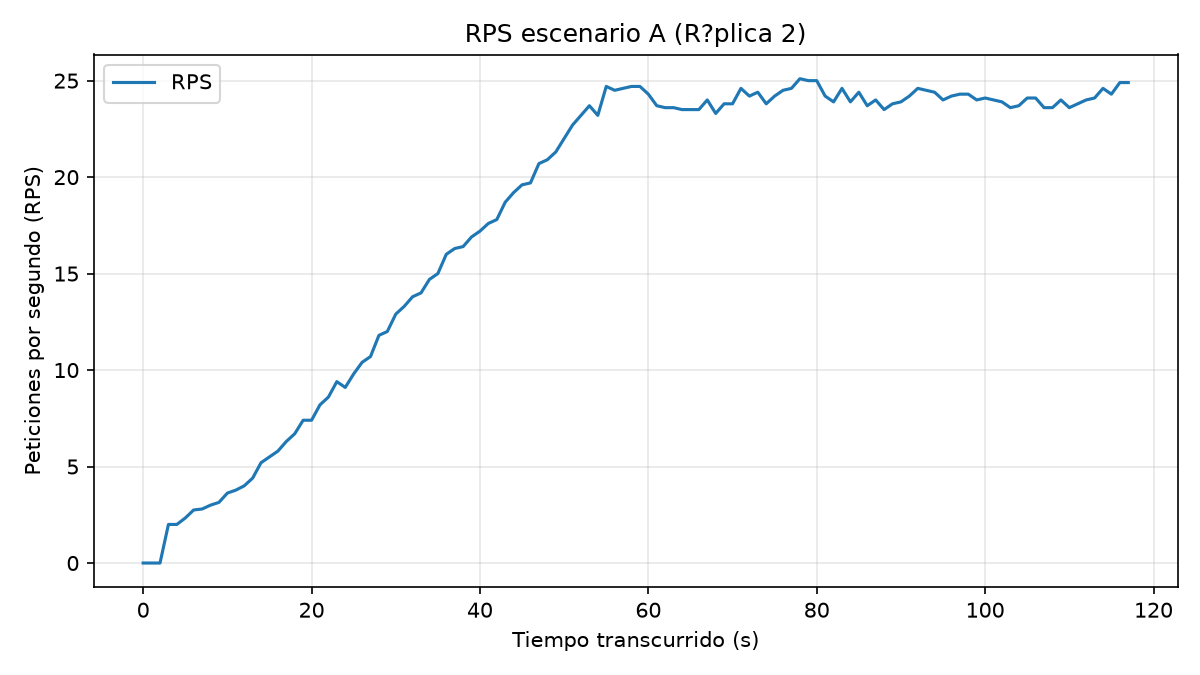 RPS escenario A (R?plica 2)
RPS
Peticiones por segundo (RPS)
25
20
15
10
5
0
0 20 40 60 80 100 120
Tiempo transcurrido (s)